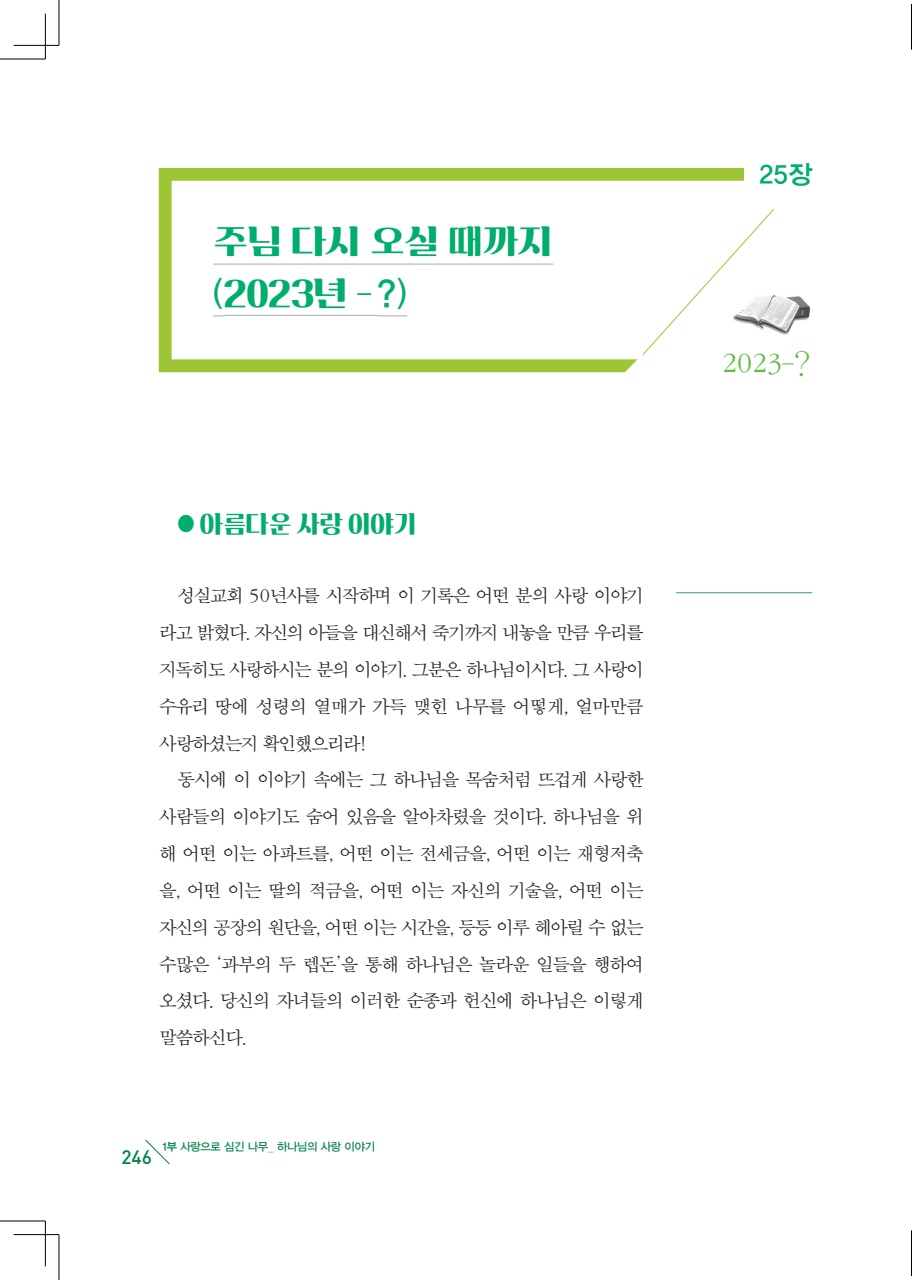 25장
주님 다시 오실 때까지
(2023년 – ?)
2023–?
● 아름다운 사랑 이야기
성실교회 50년사를 시작하며 이 기록은 어떤 분의 사랑 이야기
라고 밝혔다. 자신의 아들을 대신해서 죽기까지 내놓을 만큼 우리를
지독히도 사랑하시는 분의 이야기. 그분은 하나님이시다. 그 사랑이
수유리 땅에 성령의 열매가 가득 맺힌 나무를 어떻게, 얼마만큼
사랑하셨는지 확인했으리라!
동시에 이 이야기 속에는 그 하나님을 목숨처럼 뜨겁게 사랑한
사람들의 이야기도 숨어 있음을 알아차렸을 것이다. 하나님을 위
해 어떤 이는 아파트를, 어떤 이는 전세금을, 어떤 이는 재형저축
을, 어떤 이는 딸의 적금을, 어떤 이는 자신의 기술을, 어떤 이는
자신의 공장의 원단을, 어떤 이는 시간을, 등등 이루 헤아릴 수 없는
수많은 ‘과부의 두 렙돈’을 통해 하나님은 놀라운 일들을 행하여
오셨다. 당신의 자녀들의 이러한 순종과 헌신에 하나님은 이렇게
말씀하신다.
246 1부 사랑으로 심긴 나무_ 하나님의 사랑 이야기